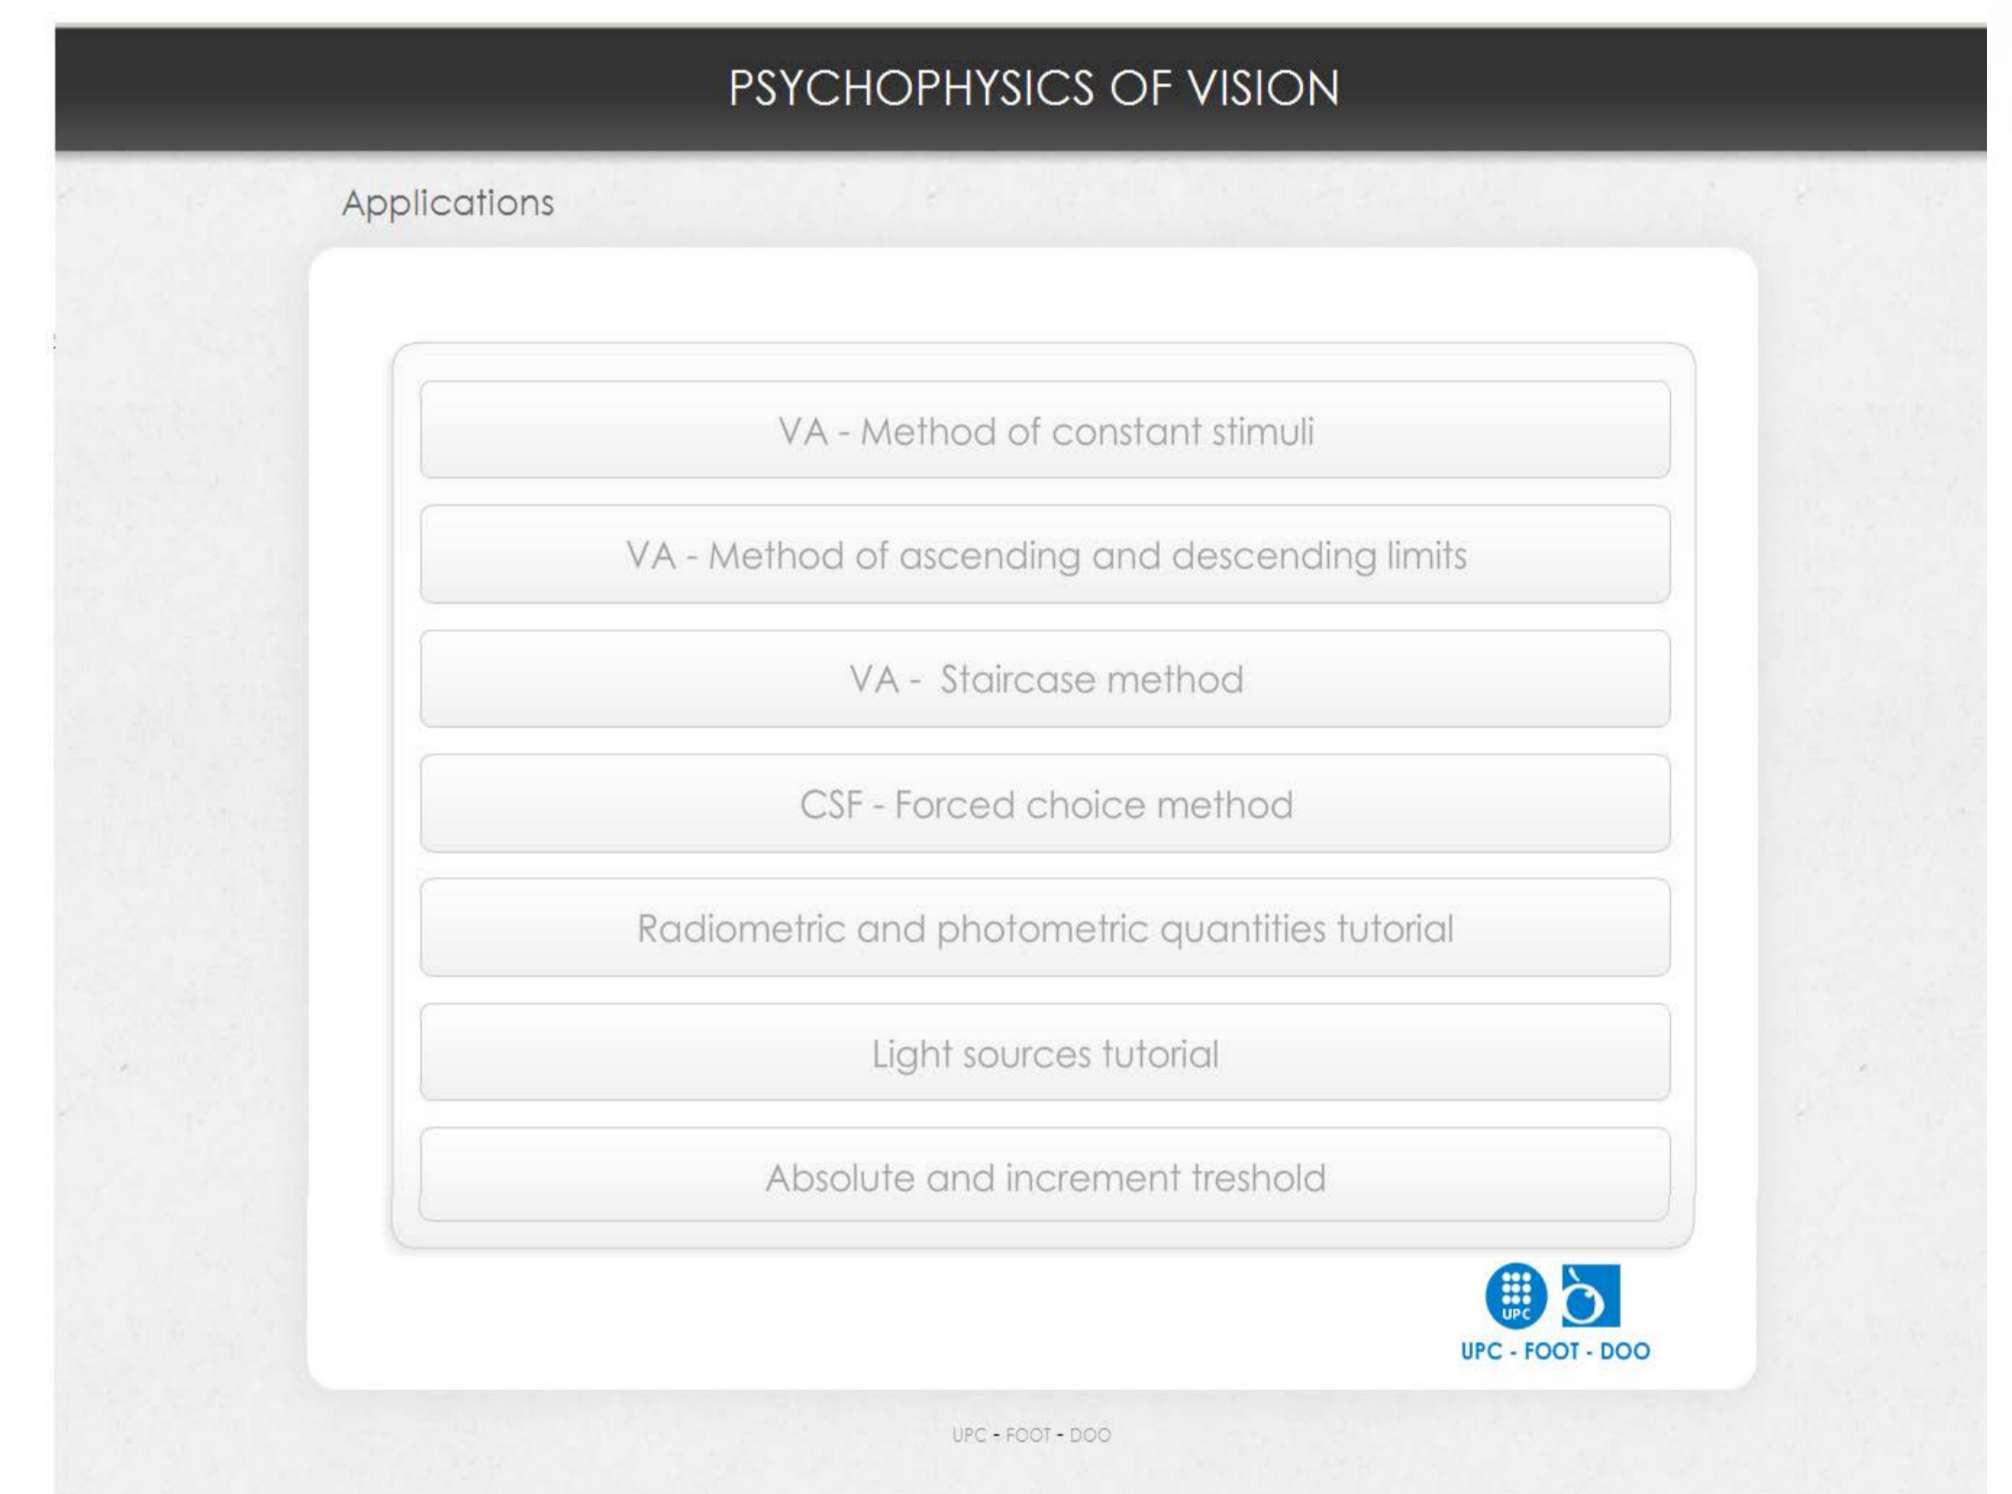 PSYCHOPHYSICS OF VISION
Applications
VA - Method of constant stimuli
VA - Method of ascending and descending limits
VA - Staircase method
CSF - Forced choice method
Radiometric and photometric quantities tutorial
Light sources tutorial
Absolute and increment treshold
UPC
UPC - FOOT - DOO
UPC - FOOT - DOO